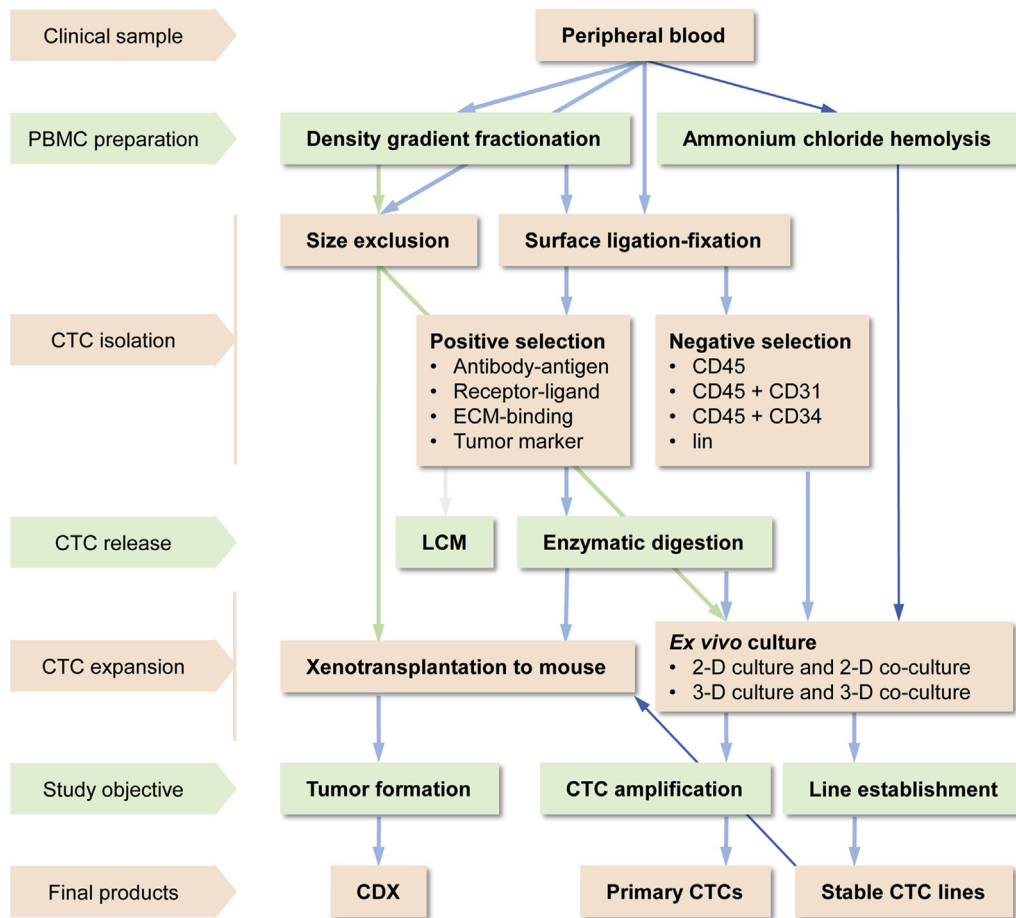 Clinical sample
Peripheral blood
PBMC preparation
Density gradient fractionation
Ammonium chloride hemolysis
Size exclusion
Surface ligation-fixation
CTC isolation
Positive selection
• Antibody-antigen
• Receptor-ligand
• ECM-binding
• Tumor marker
Negative selection
• CD45
• CD45 + CD31
• CD45 + CD34
• lin
CTC release
LCM
Enzymatic digestion
CTC expansion
Xenotransplantation to mouse
Ex vivo culture
• 2-D culture and 2-D co-culture
• 3-D culture and 3-D co-culture
Study objective
Tumor formation
CTC amplification
Line establishment
Final products
CDX
Primary CTCs
Stable CTC lines